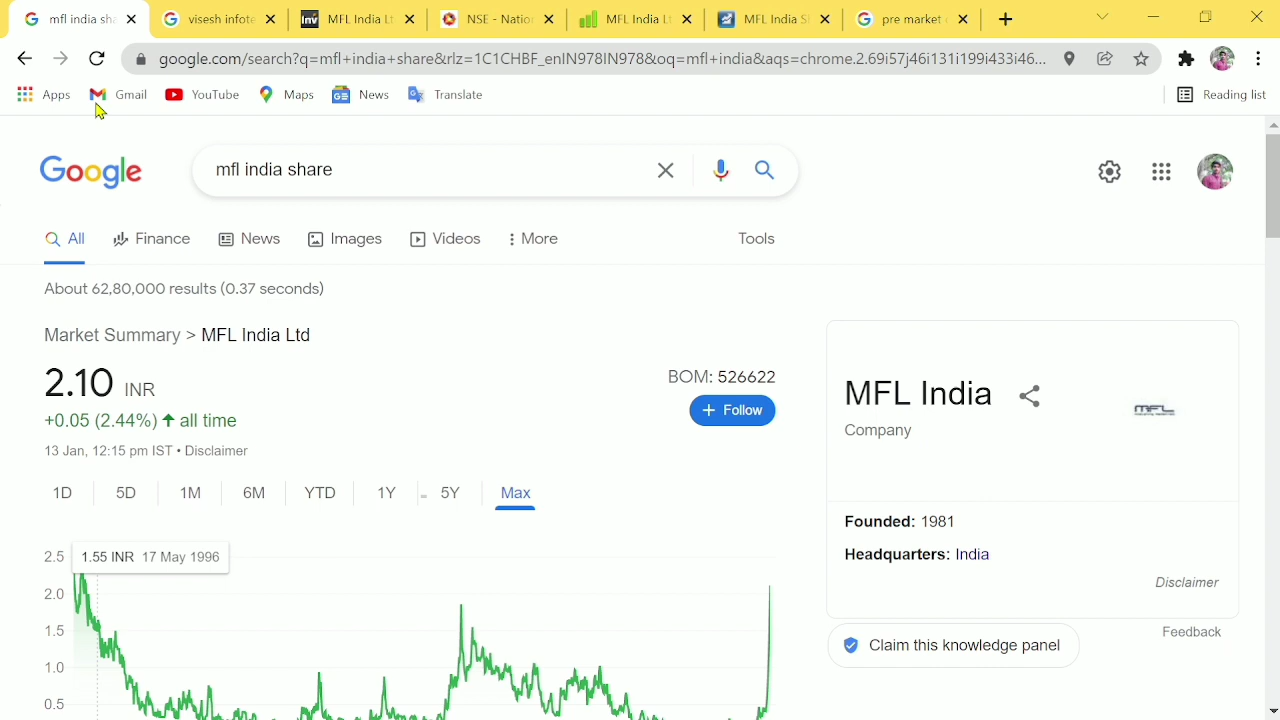 mfl india sha
visesh infote
MFL India Lt
NSE - Natio
MFL India Lt
MFL India S
pre market
google.com/search?q=mfl+india+share&rlz=1C1CHBF_enIN978IN978&oq=mfl+india&aqs=chrome.2.69i57j46i131i199i433i46...
Apps Gmail YouTube Maps News Translate Reading list
Google mfl india share
All Finance News Images Videos More Tools
About 62,80,000 results (0.37 seconds)
Market Summary > MFL India Ltd
2.10 INR
BOM: 526622
+ Follow
+0.05 (2.44%) ↑ all time
13 Jan, 12:15 pm IST • Disclaimer
1D 5D 1M 6M YTD 1Y 5Y Max
2.5
1.55 INR 17 May 1996
2.0
1.5
1.0
0.5
MFL India
MFL
Company
Founded: 1981
Headquarters: India
Disclaimer
Feedback
Claim this knowledge panel